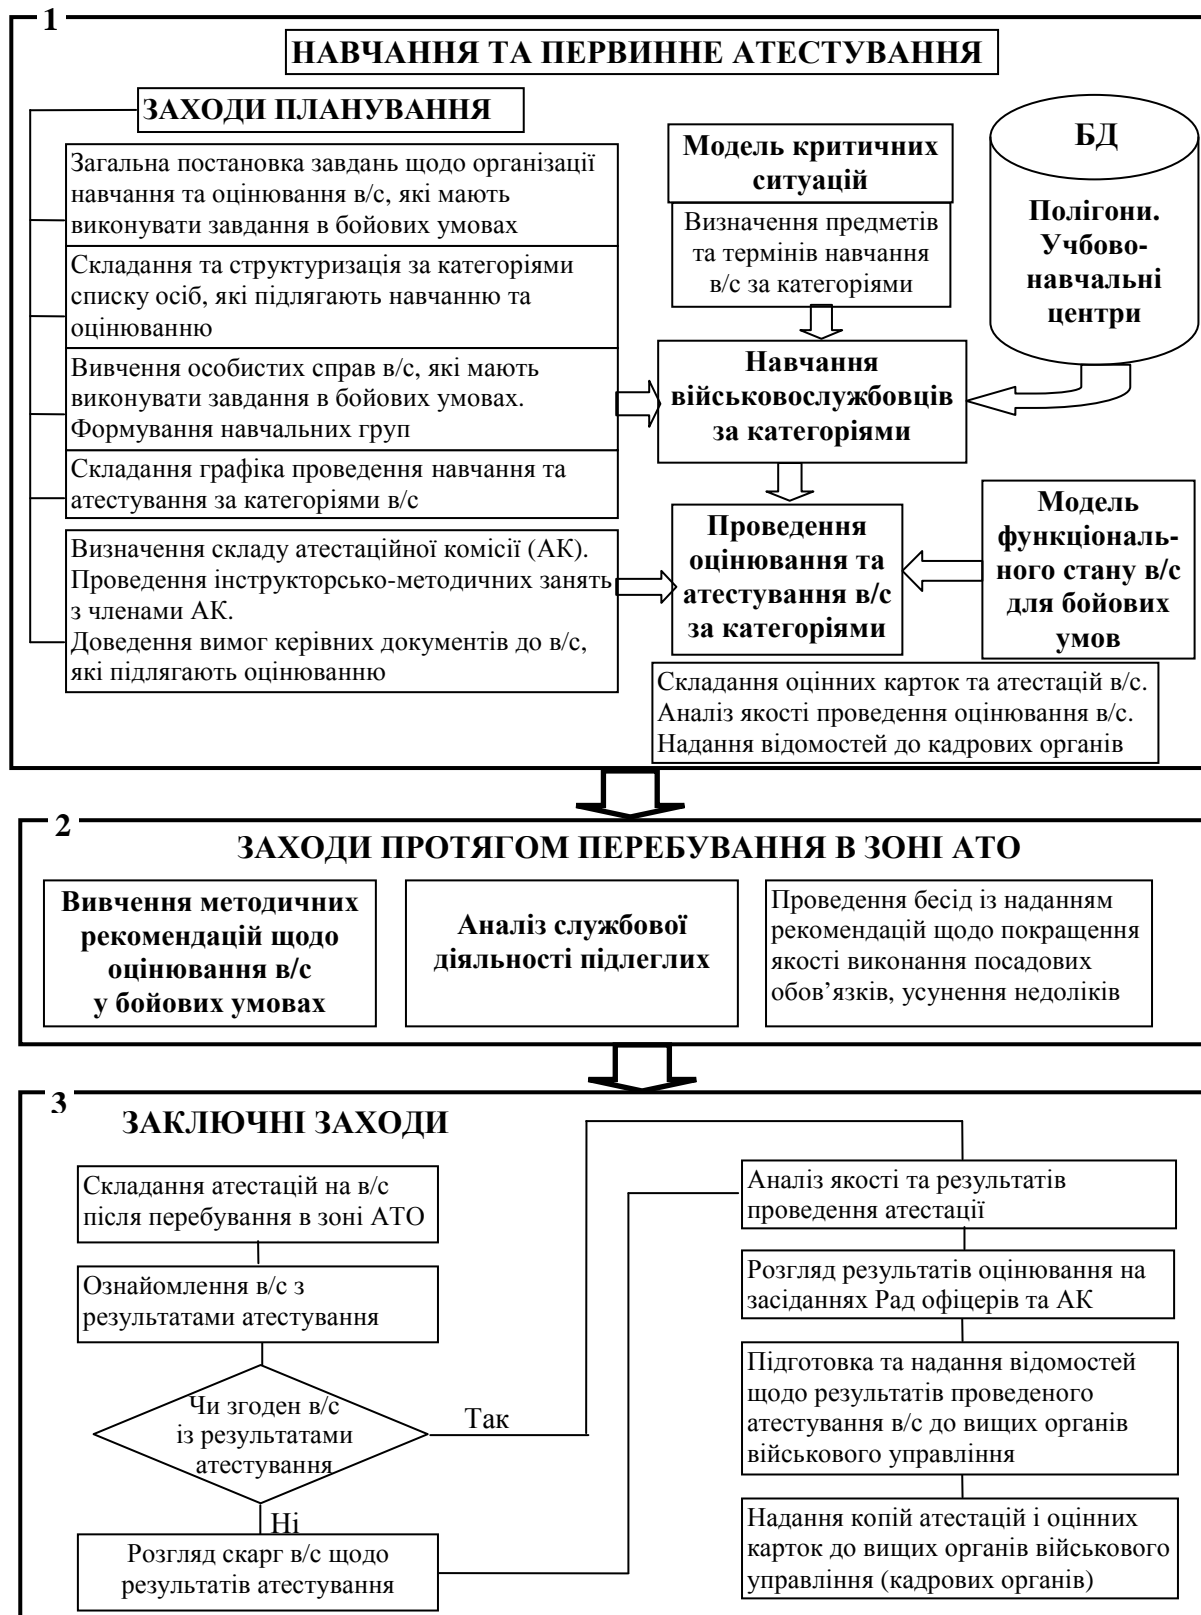 1
НАВЧАННЯ ТА ПЕРВИННЕ АТЕСТУВАННЯ
ЗАХОДИ ПЛАНУВАННЯ
Загальна постановка завдань щодо організації
навчання та оцінювання в/с, які мають
виконувати завдання в бойових умовах
Складання та структуризація за категоріями
списку осіб, які підлягають навчанню та
оцінюванню
Вивчення особистих справ в/с, які мають
виконувати завдання в бойових умовах.
Формування навчальних груп
Складання графіка проведення навчання та
атестування за категоріями в/с
Визначення складу атестаційної комісії (АК).
Проведення інструкторсько-методичних занять
з членами АК.
Доведення вимог керівних документів до в/с,
які підлягають оцінюванню
Модель критичних
ситуацій
Визначення предметів
та термінів навчання
в/с за категоріями
БД
Полігони.
Учбово-
навчальні
центри
Навчання
військовослужбовців
за категоріями
Проведення
оцінювання та
атестування в/с
за категоріями
Модель
функціональ-
ного стану в/с
для бойових
умов
Складання оцінних карток та атестацій в/с.
Аналіз якості проведення оцінювання в/с.
Надання відомостей до кадрових органів
2
ЗАХОДИ ПРОТЯГОМ ПЕРЕБУВАННЯ В ЗОНІ АТО
Вивчення методичних
рекомендацій щодо
оцінювання в/с
у бойових умовах
Аналіз службової
діяльності підлеглих
Проведення бесід із наданням
рекомендацій щодо покращення
якості виконання посадових
обов’язків, усунення недоліків
3
ЗАКЛЮЧНІ ЗАХОДИ
Складання атестацій на в/с
після перебування в зоні АТО
Ознайомлення в/с з
результатами атестування
Чи згоден в/с
із результатами
атестування
Так
Ні
Розгляд скарг в/с щодо
результатів атестування
Аналіз якості та результатів
проведення атестації
Розгляд результатів оцінювання на
засіданнях Рад офіцерів та АК
Підготовка та надання відомостей
щодо результатів проведеного
атестування в/с до вищих органів
військового управління
Надання копій атестацій і оцінних
карток до вищих органів військового
управління (кадрових органів)